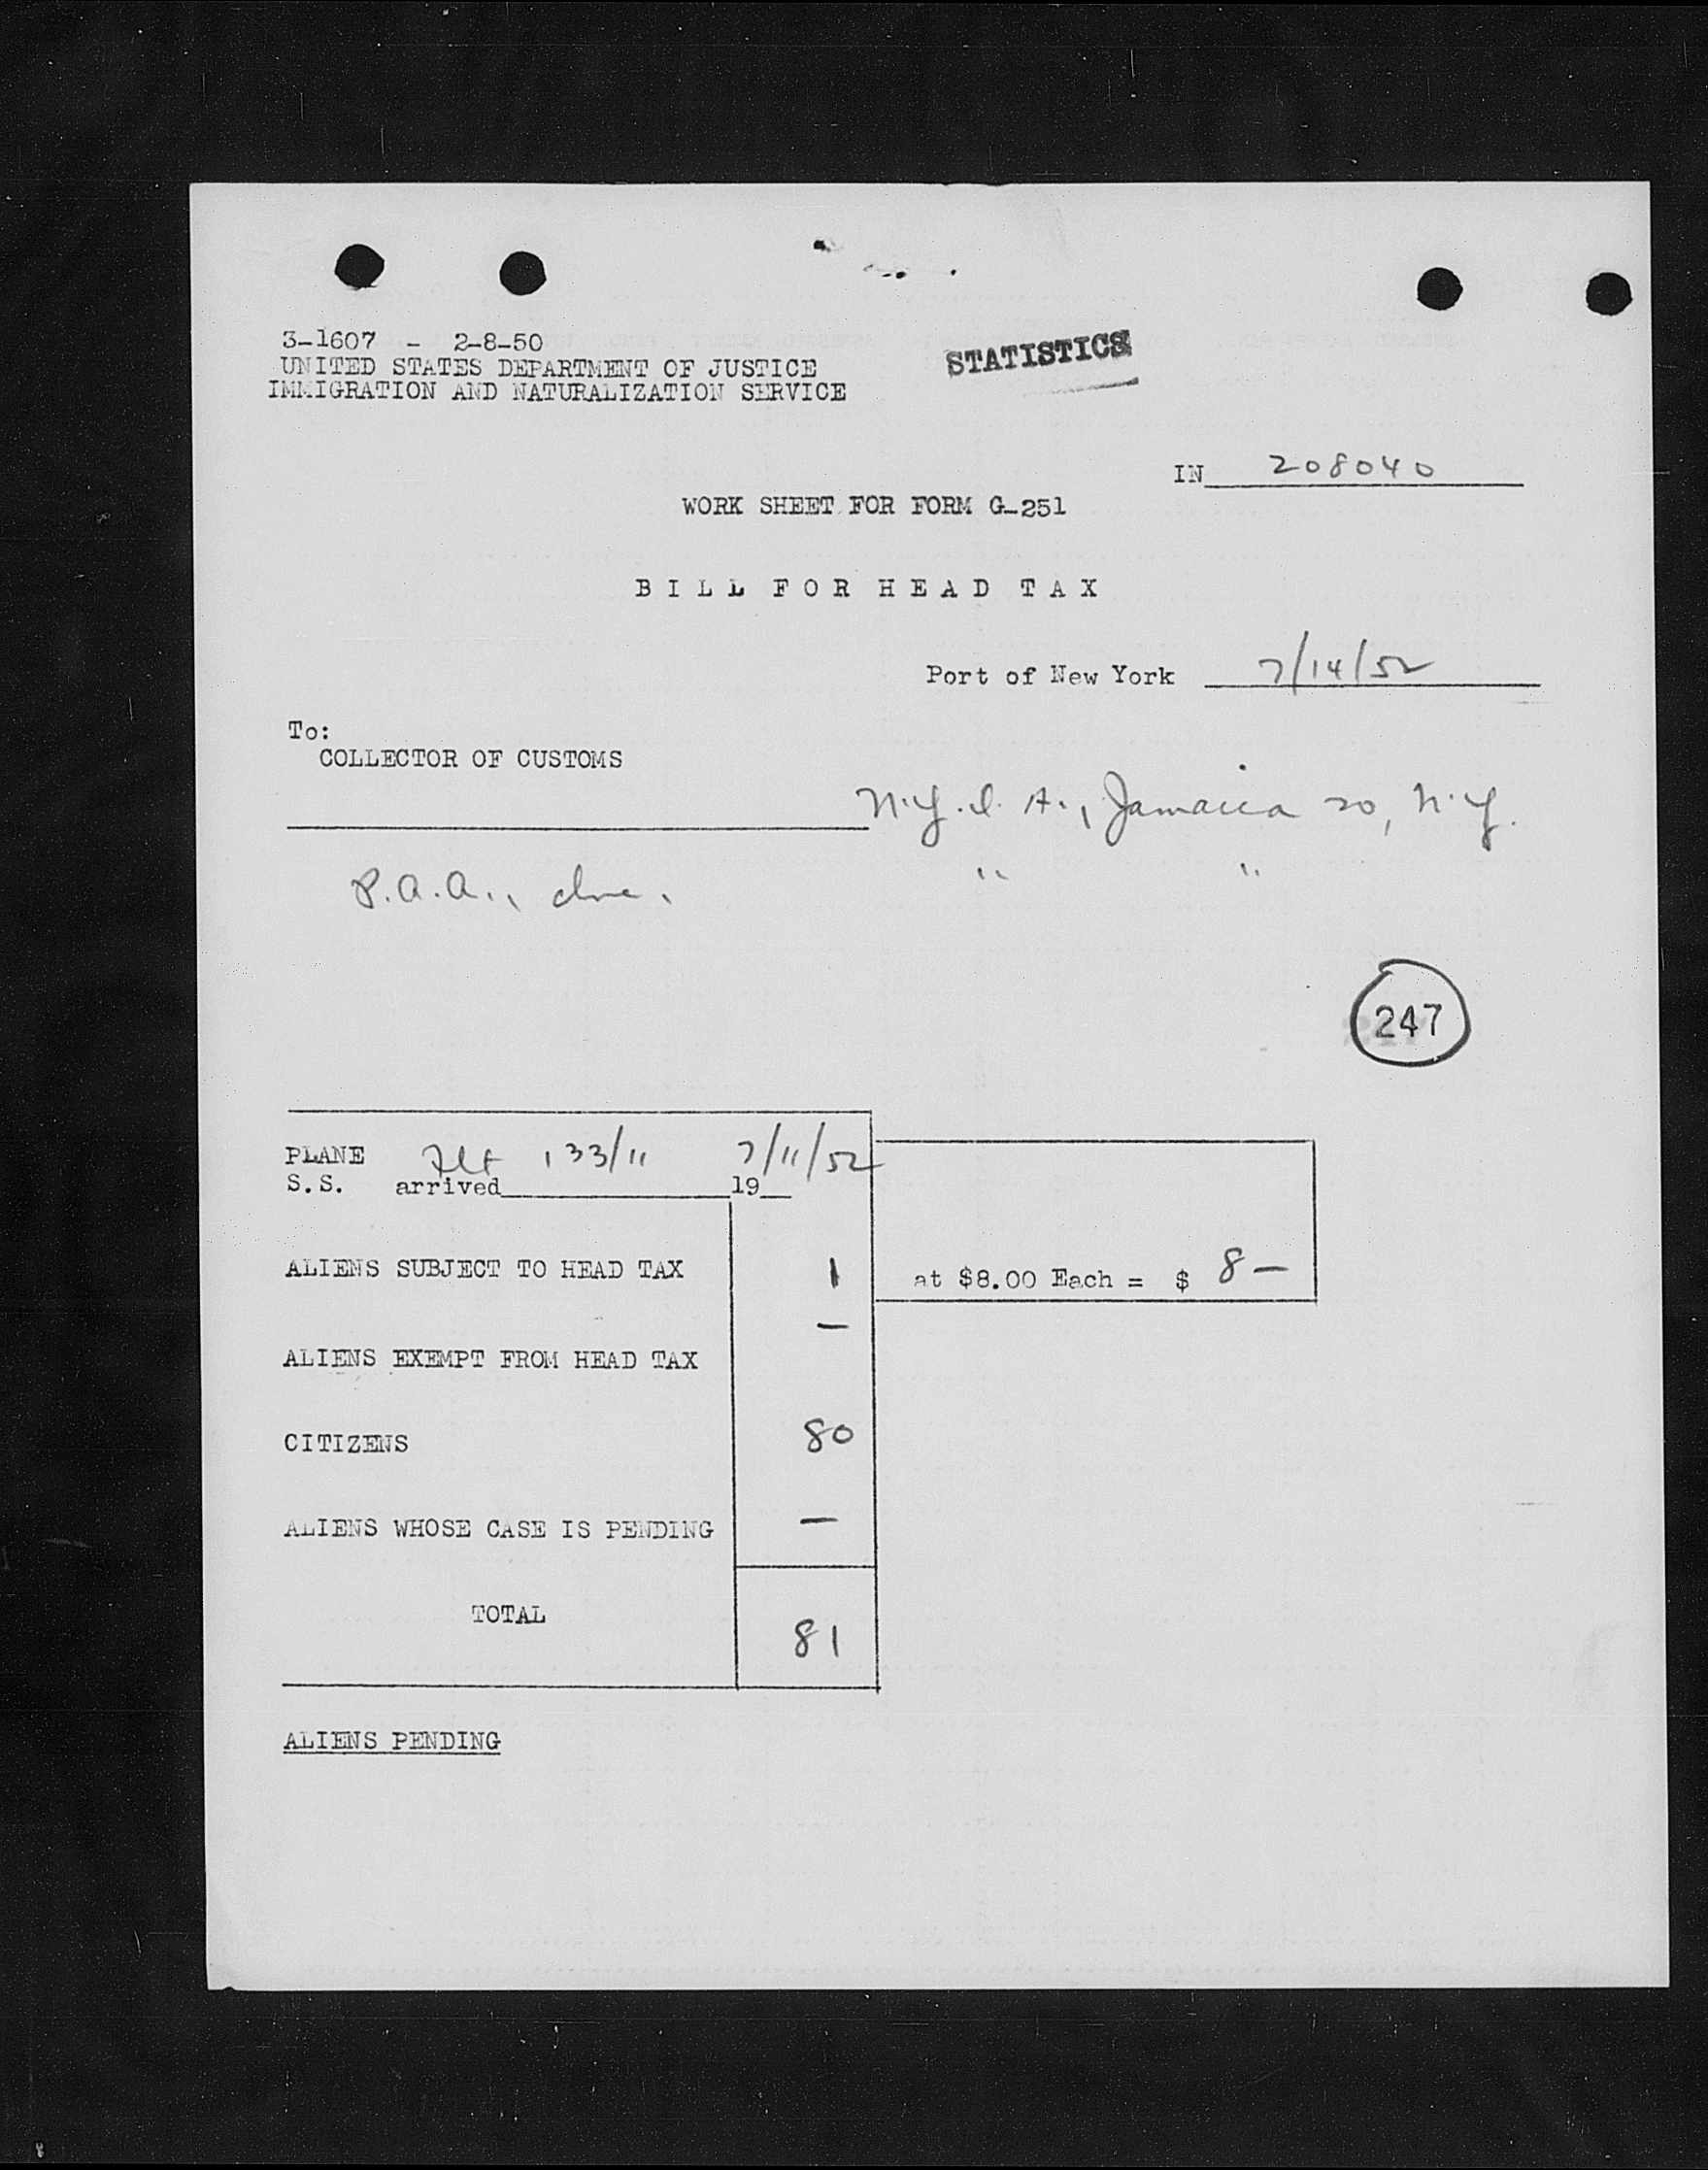 3-1607 - 2-8-50
UNITED STATES DEPARTMENT OF JUSTICE
IMMIGRATION AND NATURALIZATION SERVICE
STATISTICS
IN 208040
WORK SHEET FOR FORM G-251
BILL FOR HEAD TAX
Port of New York 7/14/52
To:
COLLECTOR OF CUSTOMS
N.Y.I.A., Jamaica 20, N.Y.
P.A.A., " "
247
PLANE Flt 133/11 7/11/52
S.S. arrived 19
ALIENS SUBJECT TO HEAD TAX 1 at $8.00 Each = $ 8 —
ALIENS EXEMPT FROM HEAD TAX —
CITIZENS 80
ALIENS WHOSE CASE IS PENDING —
TOTAL 81
ALIENS PENDING